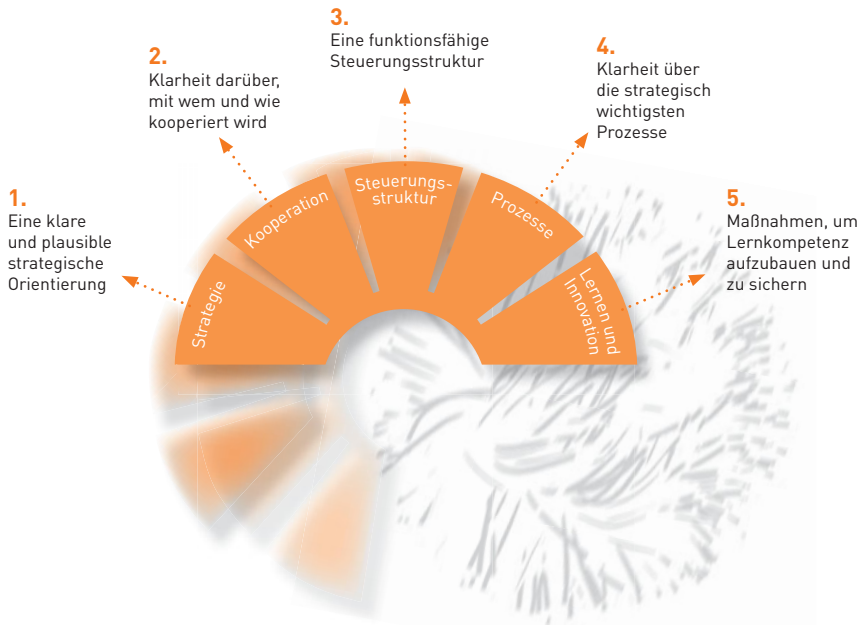 1.
Eine klare
und plausible
strategische
Orientierung
2.
Klarheit darüber,
mit wem und wie
kooperiert wird
3.
Eine funktionsfähige
Steuerungsstruktur
4.
Klarheit über
die strategisch
wichtigsten
Prozesse
5.
Maßnahmen, um
Lernkompetenz
aufzubauen und
zu sichern
Strategie
Kooperation
Steuerungs-
struktur
Prozesse
Lernen und
Innovation